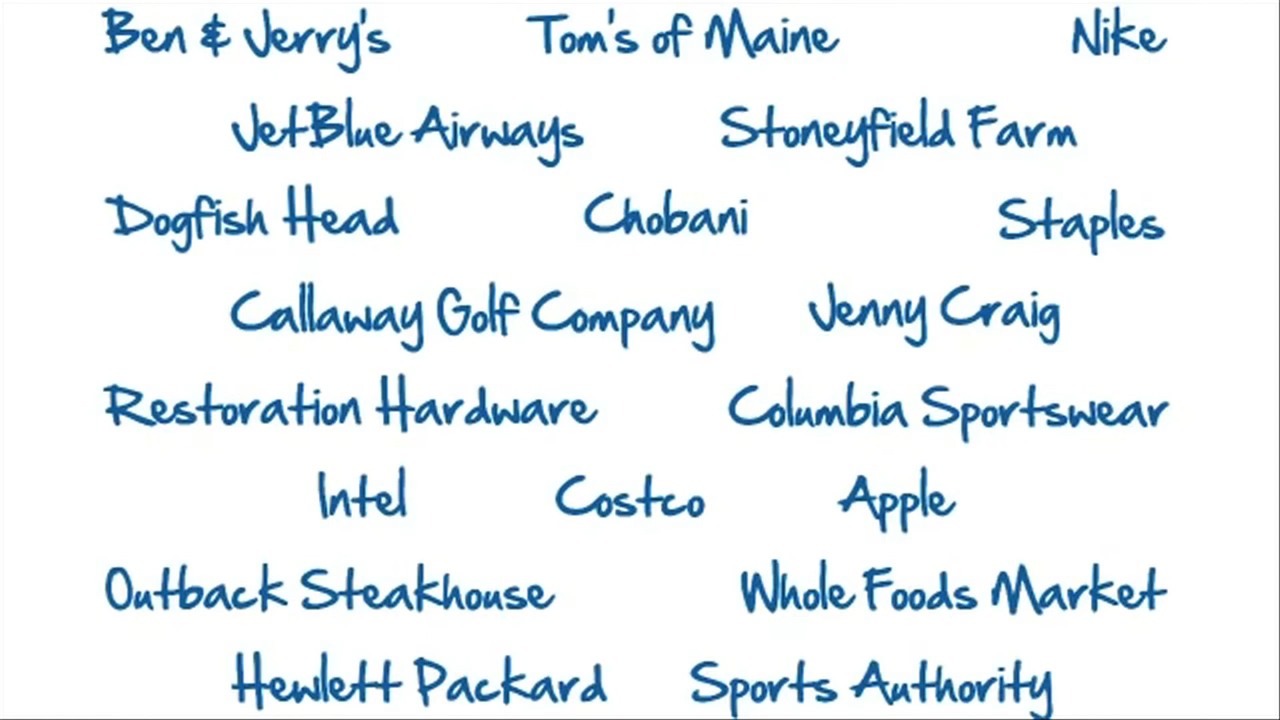 Ben & Jerry's Tom's of Maine Nike
JetBlue Airways Stoneyfield Farm
Dogfish Head Chobani Staples
Callaway Golf Company Jenny Craig
Restoration Hardware Columbia Sportswear
Intel Costco Apple
Outback Steakhouse Whole Foods Market
Hewlett Packard Sports Authority